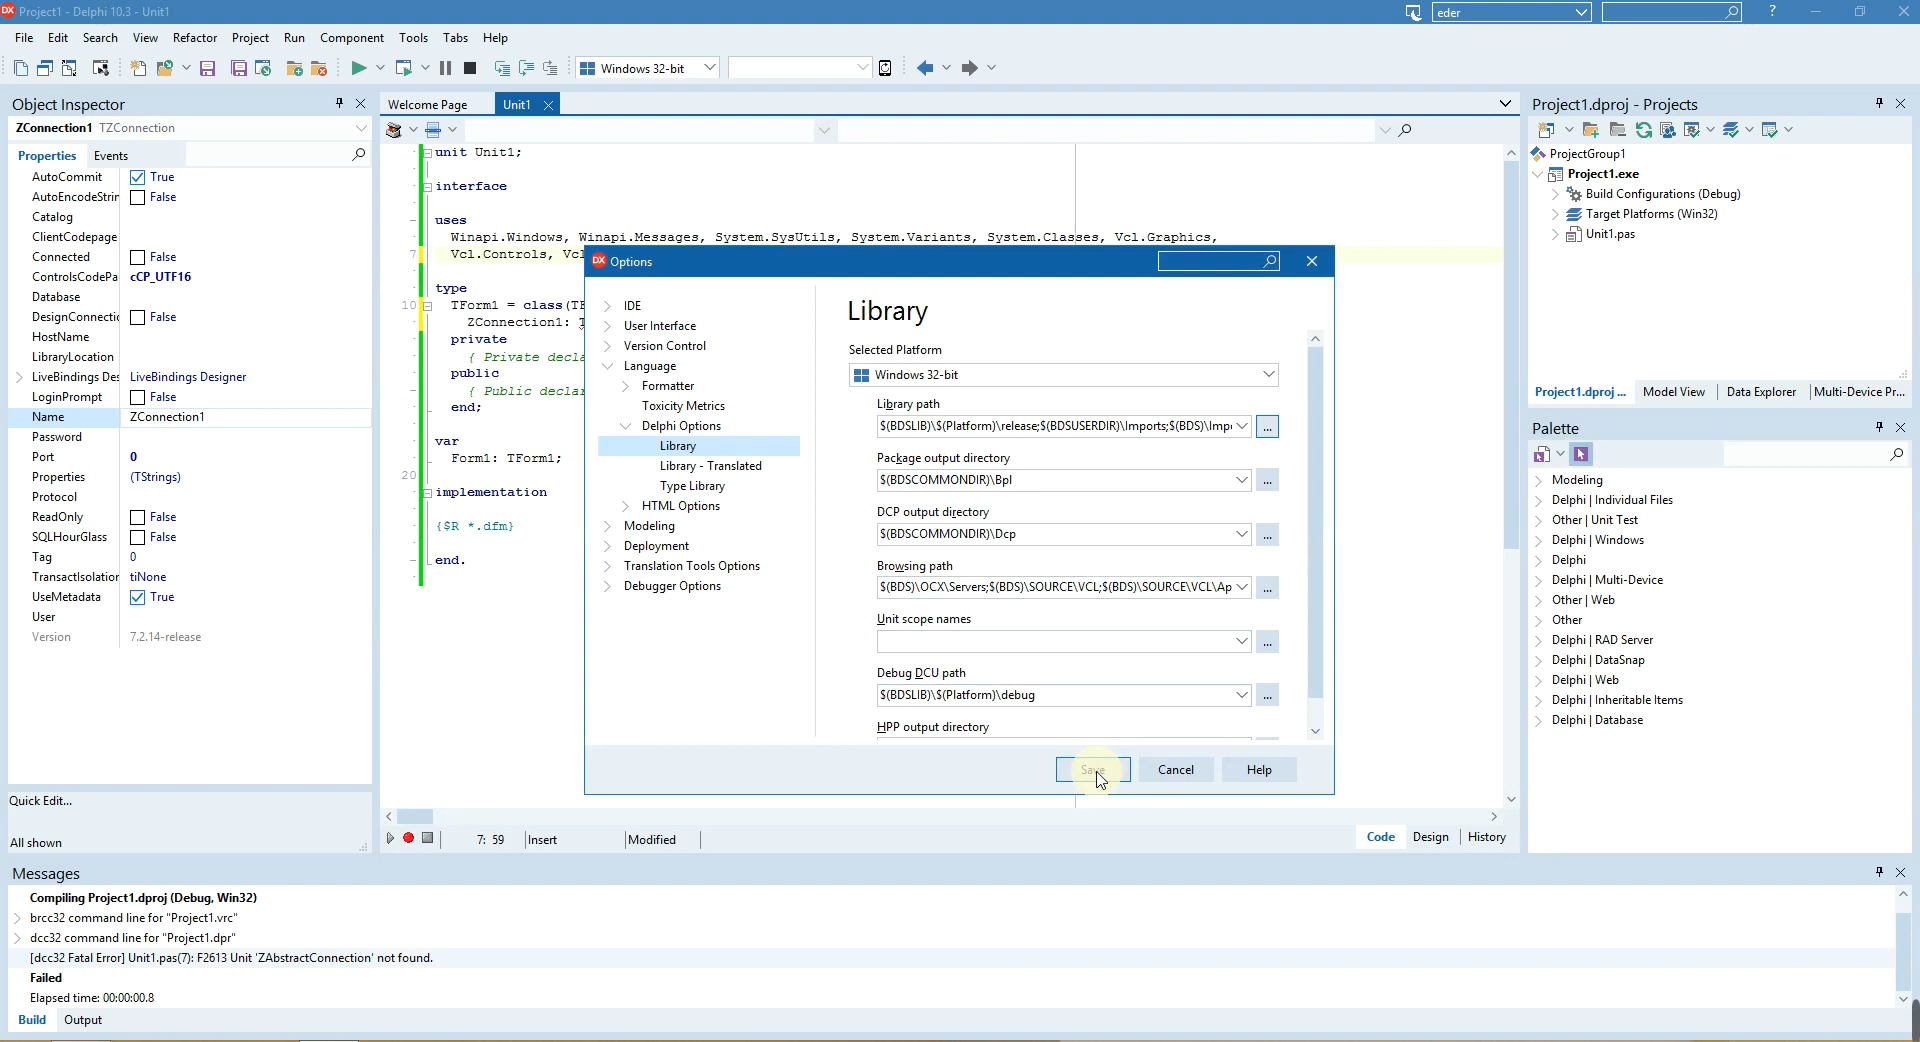 Project1 - Delphi 10.3 - Unit1
eder
?
File Edit Search View Refactor Project Run Component Tools Tabs Help
Windows 32-bit
Object Inspector
ZConnection1 TZConnection
Properties Events
AutoCommit True
AutoEncodeStrin False
Catalog
ClientCodepage
Connected False
ControlsCodePa cCP_UTF16
Database
DesignConnectio False
HostName
LibraryLocation
LiveBindings Des LiveBindings Designer
LoginPrompt False
Name ZConnection1
Password
Port 0
Properties (TStrings)
Protocol
ReadOnly False
SQLHourGlass False
Tag 0
TransactIsolation tiNone
UseMetadata True
User
Version 7.2.14-release
Quick Edit...
All shown
Welcome Page Unit1
unit Unit1;
interface
uses
Winapi.Windows, Winapi.Messages, System.SysUtils, System.Variants, System.Classes, Vcl.Graphics,
7 Vcl.Controls, Vcl
type
10 TForm1 = class(TF
ZConnection1: T
private
{ Private decla
public
{ Public declar
end;
var
Form1: TForm1;
20
implementation
{$R *.dfm}
end.
7: 59 Insert Modified
Code Design History
DX Options
IDE
User Interface
Version Control
Language
Formatter
Toxicity Metrics
Delphi Options
Library
Library - Translated
Type Library
HTML Options
Modeling
Deployment
Translation Tools Options
Debugger Options
Library
Selected Platform
Windows 32-bit
Library path
$(BDSLIB)\$(Platform)\release;$(BDSUSERDIR)\Imports;$(BDS)\Imp ...
Package output directory
$(BDSCOMMONDIR)\Bpl ...
DCP output directory
$(BDSCOMMONDIR)\Dcp ...
Browsing path
$(BDS)\OCX\Servers;$(BDS)\SOURCE\VCL;$(BDS)\SOURCE\VCL\Ap ...
Unit scope names
...
Debug DCU path
$(BDSLIB)\$(Platform)\debug ...
HPP output directory
Save Cancel Help
Project1.dproj - Projects
ProjectGroup1
Project1.exe
Build Configurations (Debug)
Target Platforms (Win32)
Unit1.pas
Project1.dproj ... Model View Data Explorer Multi-Device Pr...
Palette
Modeling
Delphi | Individual Files
Other | Unit Test
Delphi | Windows
Delphi
Delphi | Multi-Device
Other | Web
Other
Delphi | RAD Server
Delphi | DataSnap
Delphi | Web
Delphi | Inheritable Items
Delphi | Database
Messages
Compiling Project1.dproj (Debug, Win32)
brcc32 command line for "Project1.vrc"
dcc32 command line for "Project1.dpr"
[dcc32 Fatal Error] Unit1.pas(7): F2613 Unit 'ZAbstractConnection' not found.
Failed
Elapsed time: 00:00:00.8
Build Output